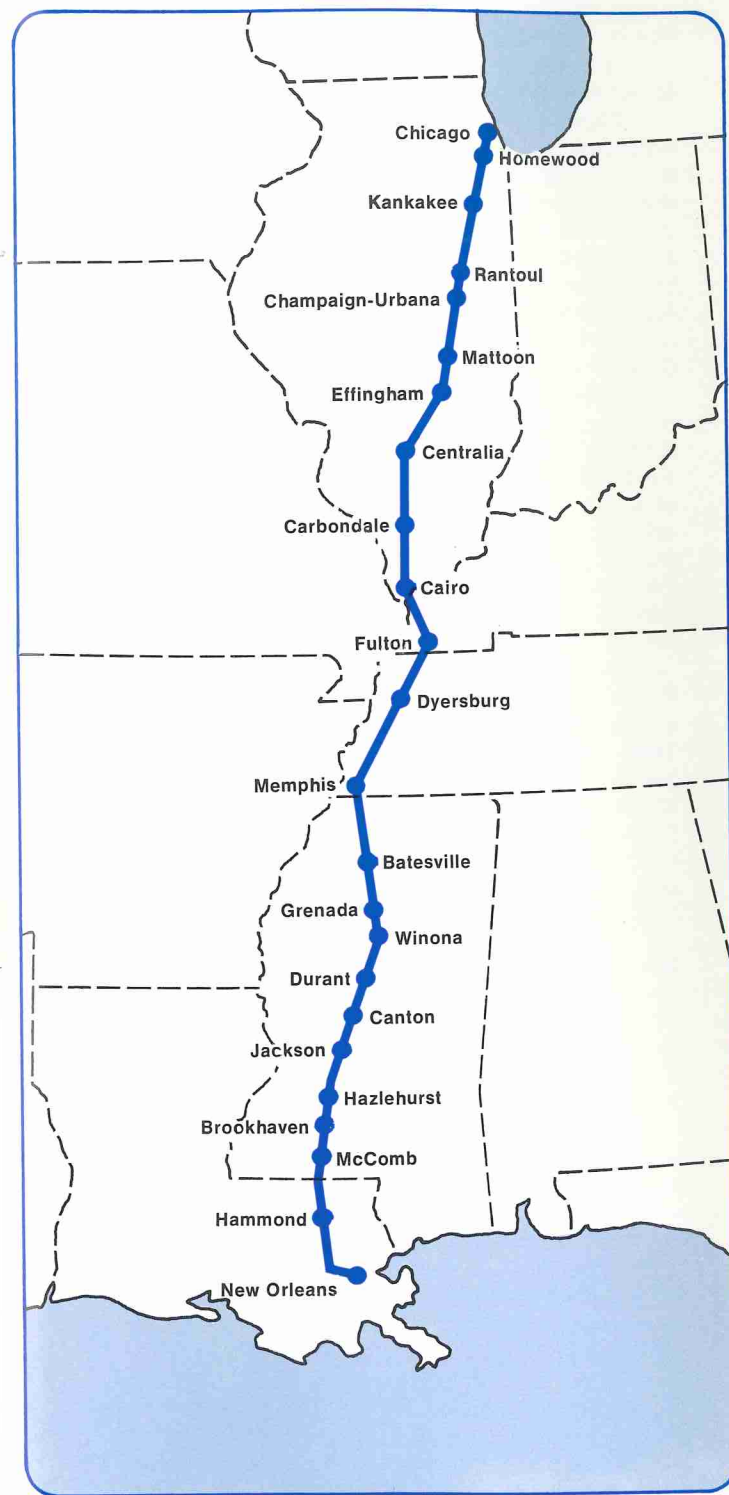 Chicago
Homewood
Kankakee
Rantoul
Champaign-Urbana
Mattoon
Effingham
Centralia
Carbondale
Cairo
Fulton
Dyersburg
Memphis
Batesville
Grenada
Winona
Durant
Canton
Jackson
Hazlehurst
Brookhaven
McComb
Hammond
New Orleans